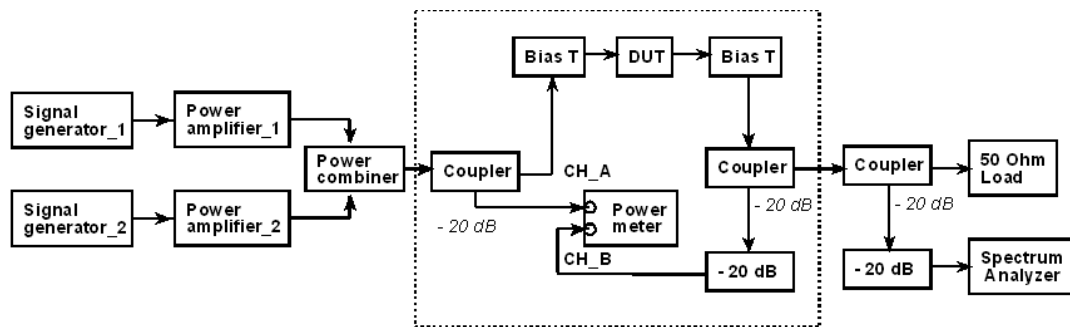 Signal
generator_1
Power
amplifier_1
Signal
generator_2
Power
amplifier_2
Power
combiner
Coupler
- 20 dB
Bias T
DUT
Bias T
CH_A
Power
meter
CH_B
Coupler
- 20 dB
- 20 dB
Coupler
- 20 dB
50 Ohm
Load
- 20 dB
Spectrum
Analyzer